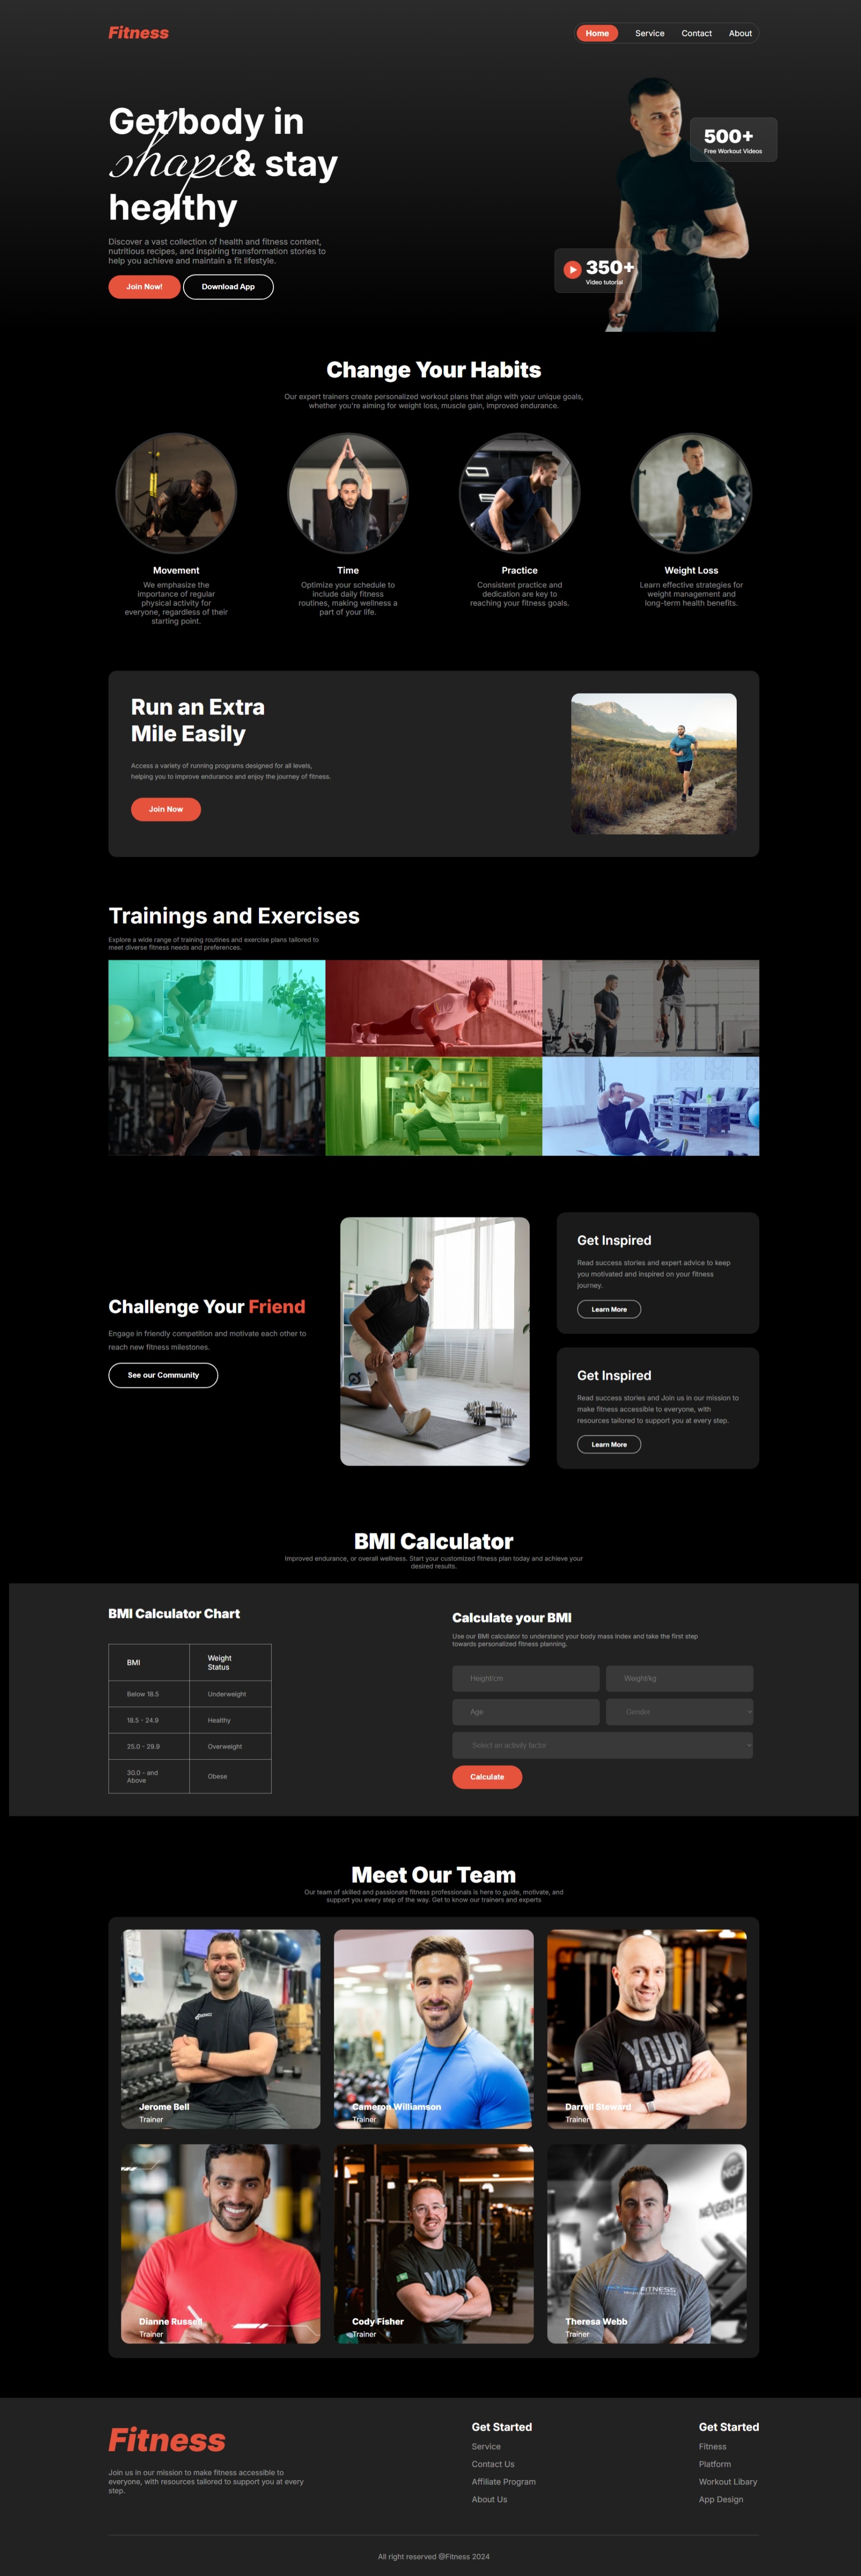 Fitness
Home
Service
Contact
About
Get body in
shape & stay
healthy
Discover a vast collection of health and fitness content,
nutritious recipes, and inspiring transformation stories to
help you achieve and maintain a fit lifestyle.
Join Now!
Download App
500+
Free Workout Videos
350+
Video tutorial
Change Your Habits
Our expert trainers create personalized workout plans that align with your unique goals,
whether you're aiming for weight loss, muscle gain, improved endurance.
Movement
We emphasize the
importance of regular
physical activity for
everyone, regardless of their
starting point.
Time
Optimize your schedule to
include daily fitness
routines, making wellness a
part of your life.
Practice
Consistent practice and
dedication are key to
reaching your fitness goals.
Weight Loss
Learn effective strategies for
weight management and
long-term health benefits.
Run an Extra
Mile Easily
Access a variety of running programs designed for all levels,
helping you to improve endurance and enjoy the journey of fitness.
Join Now
Trainings and Exercises
Explore a wide range of training routines and exercise plans tailored to
meet diverse fitness needs and preferences.
Challenge Your Friend
Engage in friendly competition and motivate each other to
reach new fitness milestones.
See our Community
Get Inspired
Read success stories and expert advice to keep
you motivated and inspired on your fitness
journey.
Learn More
Get Inspired
Read success stories and Join us in our mission to
make fitness accessible to everyone, with
resources tailored to support you at every step.
Learn More
BMI Calculator
Improved endurance, or overall wellness. Start your customized fitness plan today and achieve your
desired results.
BMI Calculator Chart
BMI
Weight
Status
Below 18.5
Underweight
18.5 - 24.9
Healthy
25.0 - 29.9
Overweight
30.0 - and
Above
Obese
Calculate your BMI
Use our BMI calculator to understand your body mass index and take the first step
towards personalized fitness planning.
Height/cm
Weight/kg
Age
Gender
Select an activity factor
Calculate
Meet Our Team
Our team of skilled and passionate fitness professionals is here to guide, motivate, and
support you every step of the way. Get to know our trainers and experts
Jerome Bell
Trainer
Cameron Williamson
Trainer
YOUR
Darrell Steward
Trainer
Dianne Russell
Trainer
Cody Fisher
Trainer
FITNESS
Theresa Webb
Trainer
Fitness
Join us in our mission to make fitness accessible to
everyone, with resources tailored to support you at every
step.
Get Started
Service
Contact Us
Affiliate Program
About Us
Get Started
Fitness
Platform
Workout Libary
App Design
All right reserved @Fitness 2024